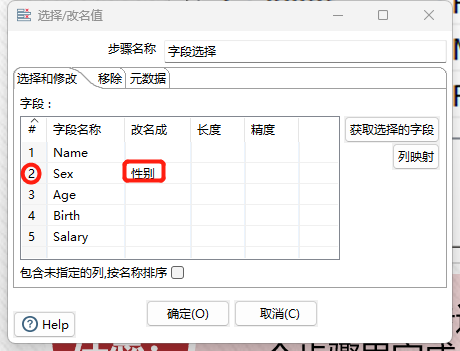 选择/改名值
步骤名称 字段选择
选择和修改 移除 元数据
字段：
# 字段名称 改名成 长度 精度
1 Name
2 Sex 性别
3 Age
4 Birth
5 Salary
获取选择的字段
列映射
包含未指定的列,按名称排序
Help 确定(O) 取消(C)